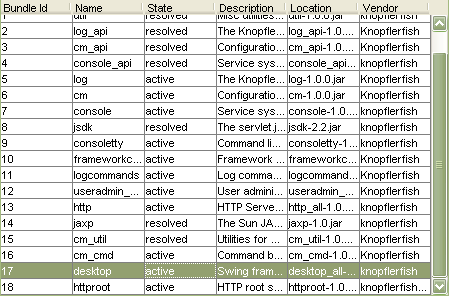 Bundle Id Name State Description Location Vendor
1 util resolved Misc utilities... util-1.0.0.jar knopflerfish
2 log_api resolved The Knopfle... log_api-1.0.... Knopflerfish
3 cm_api resolved Configuratio... cm_api-1.0.... Knopflerfish
4 console_api resolved Service sys... console_api... Knopflerfish
5 log active The Knopfle... log-1.0.0.jar Knopflerfish
6 cm active Configuratio... cm-1.0.0.jar Knopflerfish
7 console active Service sys... console-1.0... Knopflerfish
8 jsdk resolved The servlet.j... jsdk-2.2.jar knopflerfish
9 consoletty active Command li... consoletty-1... Knopflerfish
10 frameworkc... active Framework ... frameworkc... Knopflerfish
11 logcommands active Log comma... logcommand... Knopflerfish
12 useradmin_... active User admini... useradmin_... Knopflerfish
13 http active HTTP Serve... http_all-1.0.... Knopflerfish
14 jaxp resolved The Sun JA... jaxp-1.0.jar knopflerfish
15 cm_util resolved Utilities for ... cm_util-1.0.... Knopflerfish
16 cm_cmd active Command b... cm_cmd-1.0... Knopflerfish
17 desktop active Swing fram... desktop_all-... Knopflerfish
18 httproot active HTTP root s... httproot-1.0.... knopflerfish...